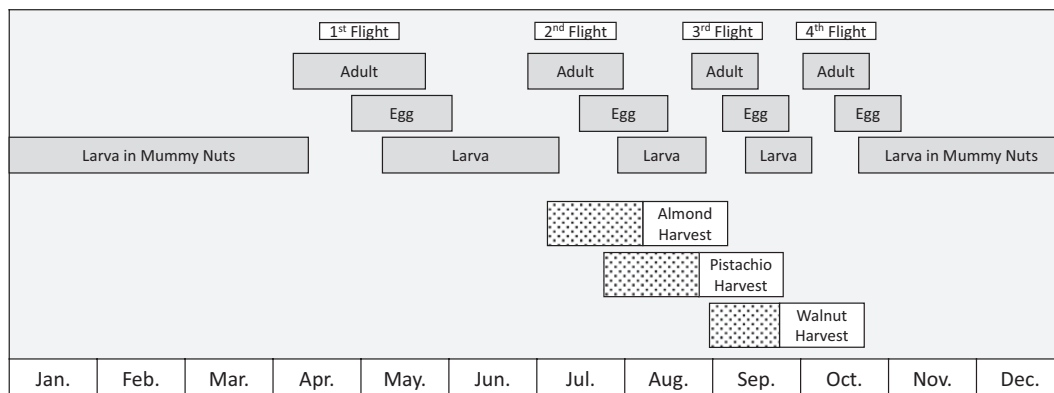 1st Flight 2nd Flight 3rd Flight 4th Flight
Adult Adult Adult Adult
Egg Egg Egg Egg
Larva in Mummy Nuts Larva Larva Larva Larva in Mummy Nuts
Almond
Harvest
Pistachio
Harvest
Walnut
Harvest
Jan. Feb. Mar. Apr. May. Jun. Jul. Aug. Sep. Oct. Nov. Dec.